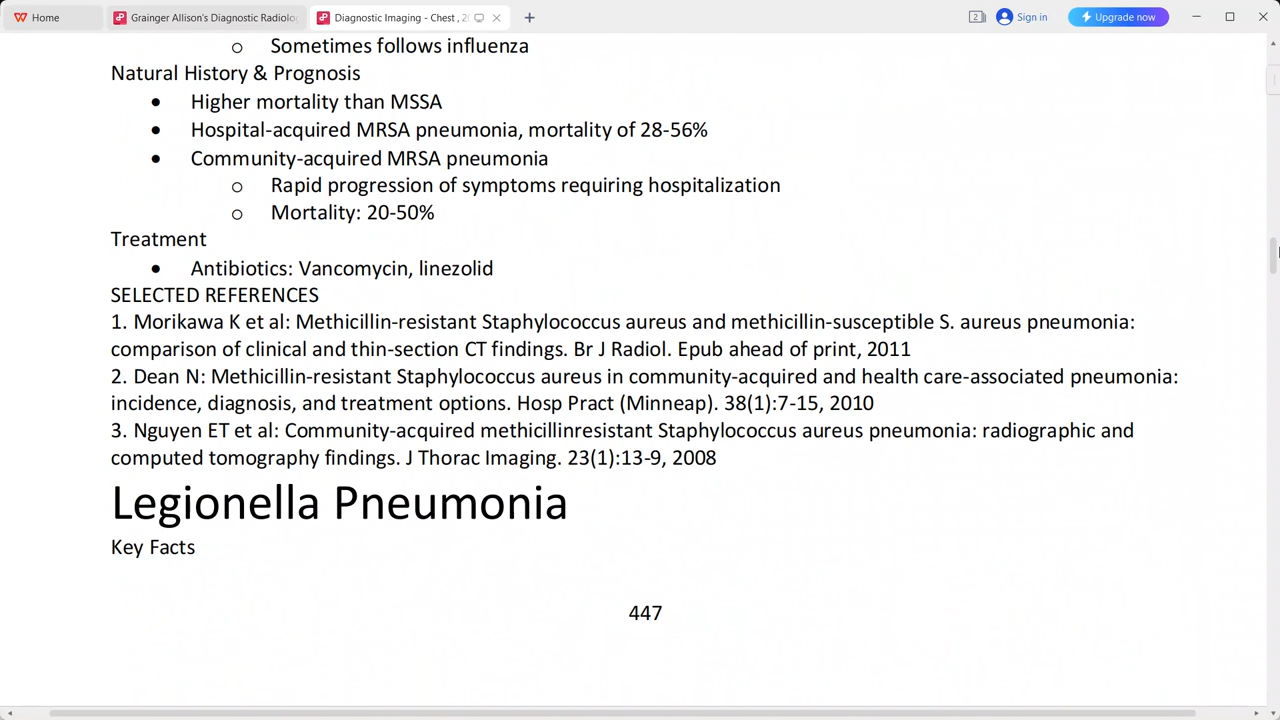 Home
Grainger Allison's Diagnostic Radiolo
Diagnostic Imaging - Chest , 2
2
Sign in
Upgrade now
o Sometimes follows influenza
Natural History & Prognosis
• Higher mortality than MSSA
• Hospital-acquired MRSA pneumonia, mortality of 28-56%
• Community-acquired MRSA pneumonia
o Rapid progression of symptoms requiring hospitalization
o Mortality: 20-50%
Treatment
• Antibiotics: Vancomycin, linezolid
SELECTED REFERENCES
1. Morikawa K et al: Methicillin-resistant Staphylococcus aureus and methicillin-susceptible S. aureus pneumonia:
comparison of clinical and thin-section CT findings. Br J Radiol. Epub ahead of print, 2011
2. Dean N: Methicillin-resistant Staphylococcus aureus in community-acquired and health care-associated pneumonia:
incidence, diagnosis, and treatment options. Hosp Pract (Minneap). 38(1):7-15, 2010
3. Nguyen ET et al: Community-acquired methicillinresistant Staphylococcus aureus pneumonia: radiographic and
computed tomography findings. J Thorac Imaging. 23(1):13-9, 2008
Legionella Pneumonia
Key Facts
447